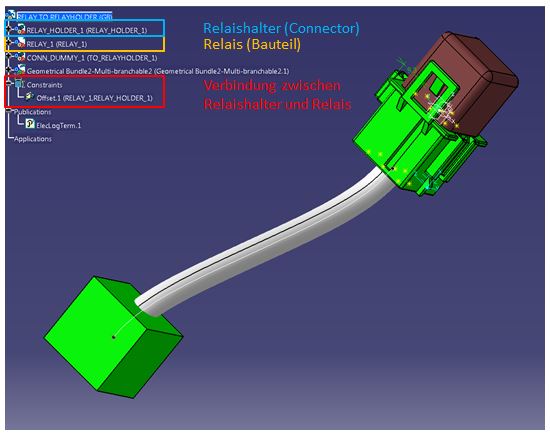 RELAY TO RELAYHOLDER (GB)
RELAY_HOLDER_1 (RELAY_HOLDER_1)
Relaishalter (Connector)
RELAY_1 (RELAY_1)
Relais (Bauteil)
CONN_DUMMY_1 (TO_RELAYHOLDER_1)
Geometrical Bundle2-Multi-branchable2 (Geometrical Bundle2-Multi-branchable2.1)
Constraints
Verbindung zwischen
Offset.1 (RELAY_1,RELAY_HOLDER_1)
Relaishalter und Relais
Publications
ElecLogTerm.1
Applications